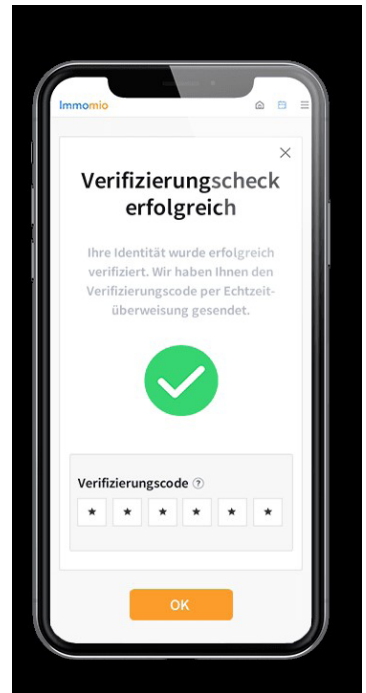 Immomio
Verifizierungscheck
erfolgreich
Ihre Identität wurde erfolgreich
verifiziert. Wir haben Ihnen den
Verifizierungscode per Echtzeit-
überweisung gesendet.
Verifizierungscode ?
* * * * * *
OK